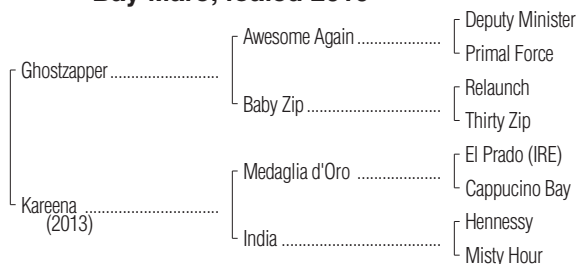 Bay Mare, foaled
Deputy Minister
Awesome Again
Primal Force
Ghostzapper
Relaunch
Baby Zip
Thirty Zip
El Prado (IRE)
Medaglia d'Oro
Cappucino Bay
Kareena
(2013)
Hennessy
India
Misty Hour